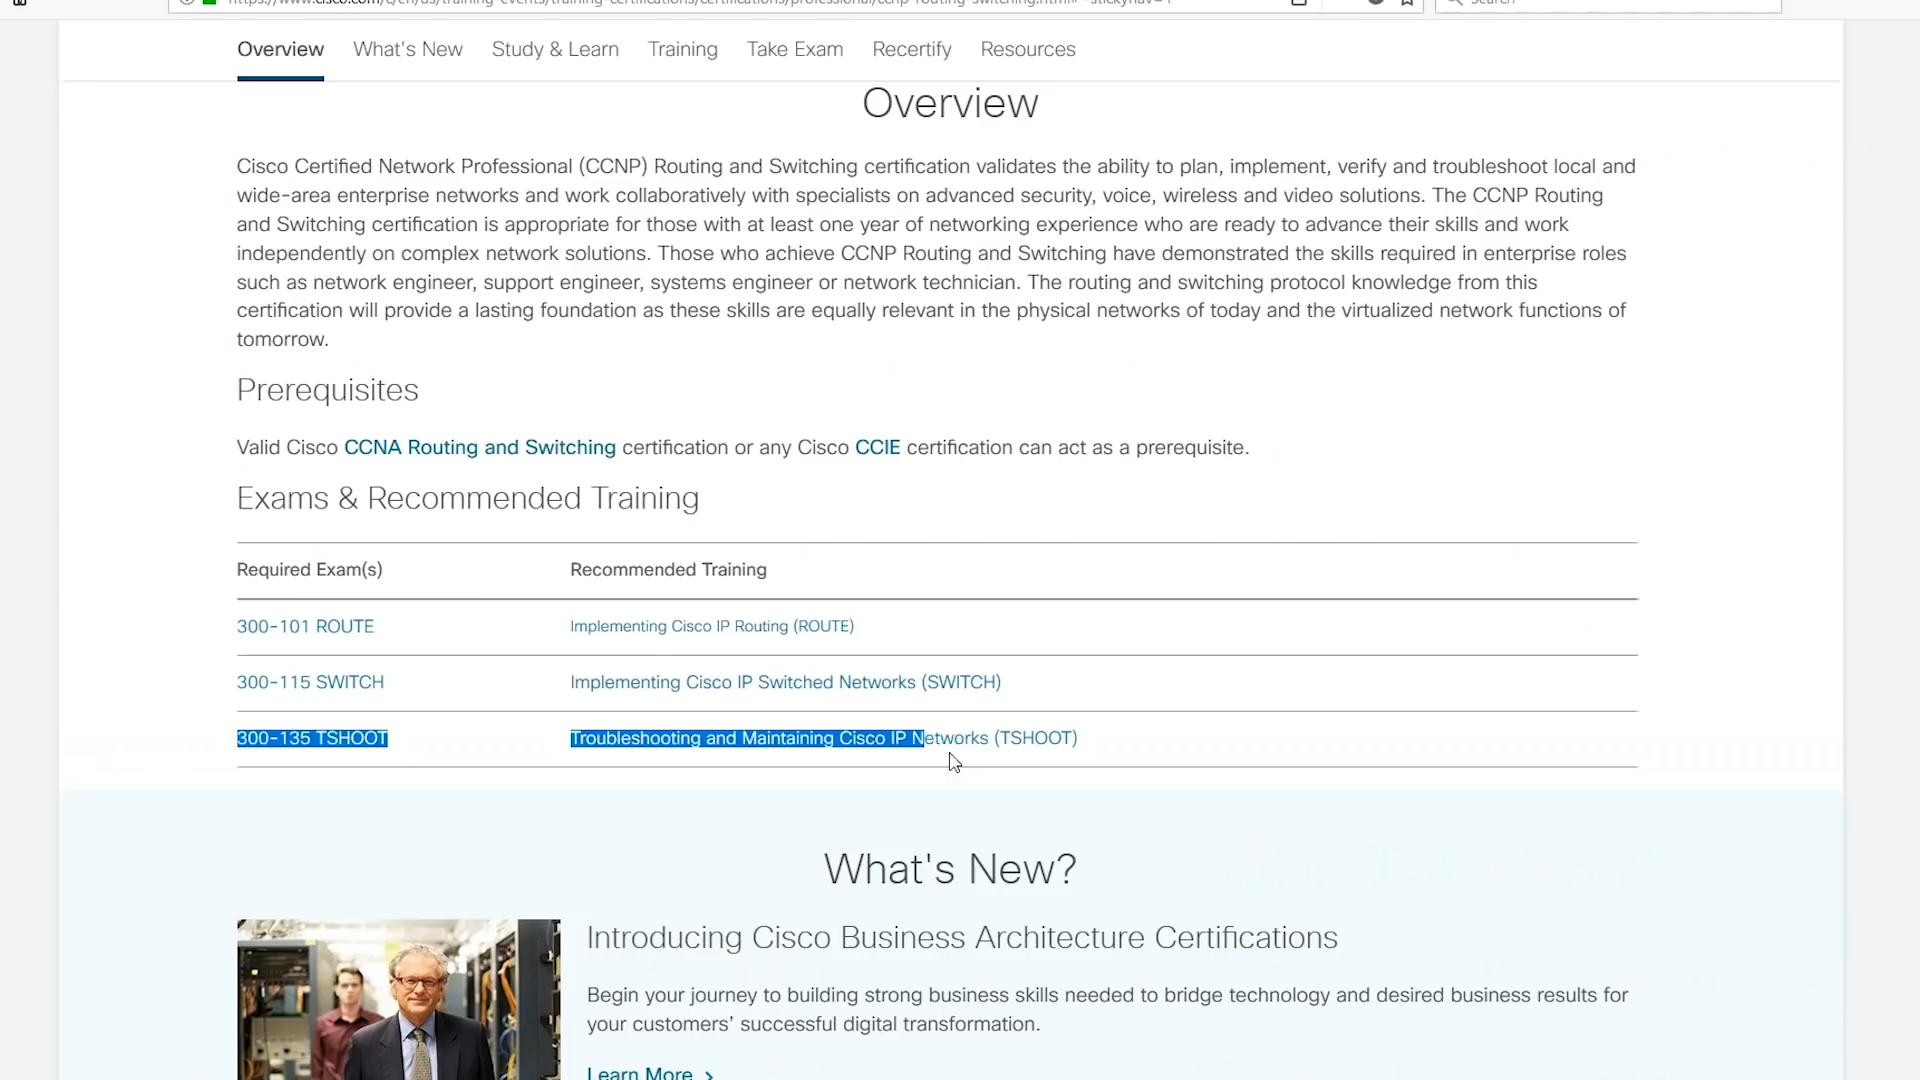 Overview What's New Study & Learn Training Take Exam Recertify Resources
Overview
Cisco Certified Network Professional (CCNP) Routing and Switching certification validates the ability to plan, implement, verify and troubleshoot local and
wide-area enterprise networks and work collaboratively with specialists on advanced security, voice, wireless and video solutions. The CCNP Routing
and Switching certification is appropriate for those with at least one year of networking experience who are ready to advance their skills and work
independently on complex network solutions. Those who achieve CCNP Routing and Switching have demonstrated the skills required in enterprise roles
such as network engineer, support engineer, systems engineer or network technician. The routing and switching protocol knowledge from this
certification will provide a lasting foundation as these skills are equally relevant in the physical networks of today and the virtualized network functions of
tomorrow.
Prerequisites
Valid Cisco CCNA Routing and Switching certification or any Cisco CCIE certification can act as a prerequisite.
Exams & Recommended Training
Required Exam(s) Recommended Training
300-101 ROUTE Implementing Cisco IP Routing (ROUTE)
300-115 SWITCH Implementing Cisco IP Switched Networks (SWITCH)
300-135 TSHOOT Troubleshooting and Maintaining Cisco IP Networks (TSHOOT)
What's New?
Introducing Cisco Business Architecture Certifications
Begin your journey to building strong business skills needed to bridge technology and desired business results for
your customers' successful digital transformation.
Learn More